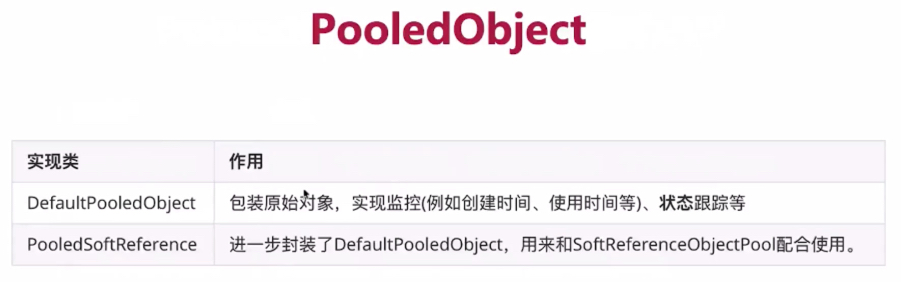 PooledObject
实现类 作用
DefaultPooledObject 包装原始对象，实现监控(例如创建时间、使用时间等)、状态跟踪等
PooledSoftReference 进一步封装了DefaultPooledObject，用来和SoftReferenceObjectPool配合使用。